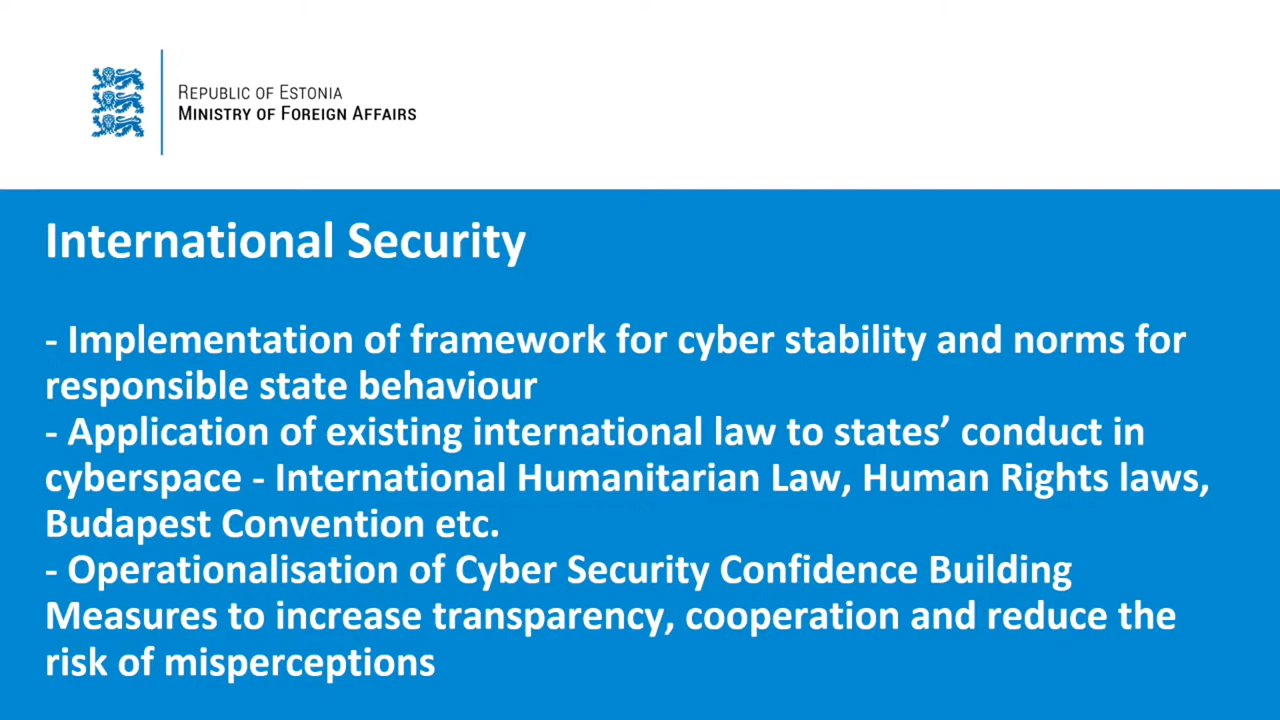 REPUBLIC OF ESTONIA
MINISTRY OF FOREIGN AFFAIRS
International Security
- Implementation of framework for cyber stability and norms for
responsible state behaviour
- Application of existing international law to states’ conduct in
cyberspace - International Humanitarian Law, Human Rights laws,
Budapest Convention etc.
- Operationalisation of Cyber Security Confidence Building
Measures to increase transparency, cooperation and reduce the
risk of misperceptions